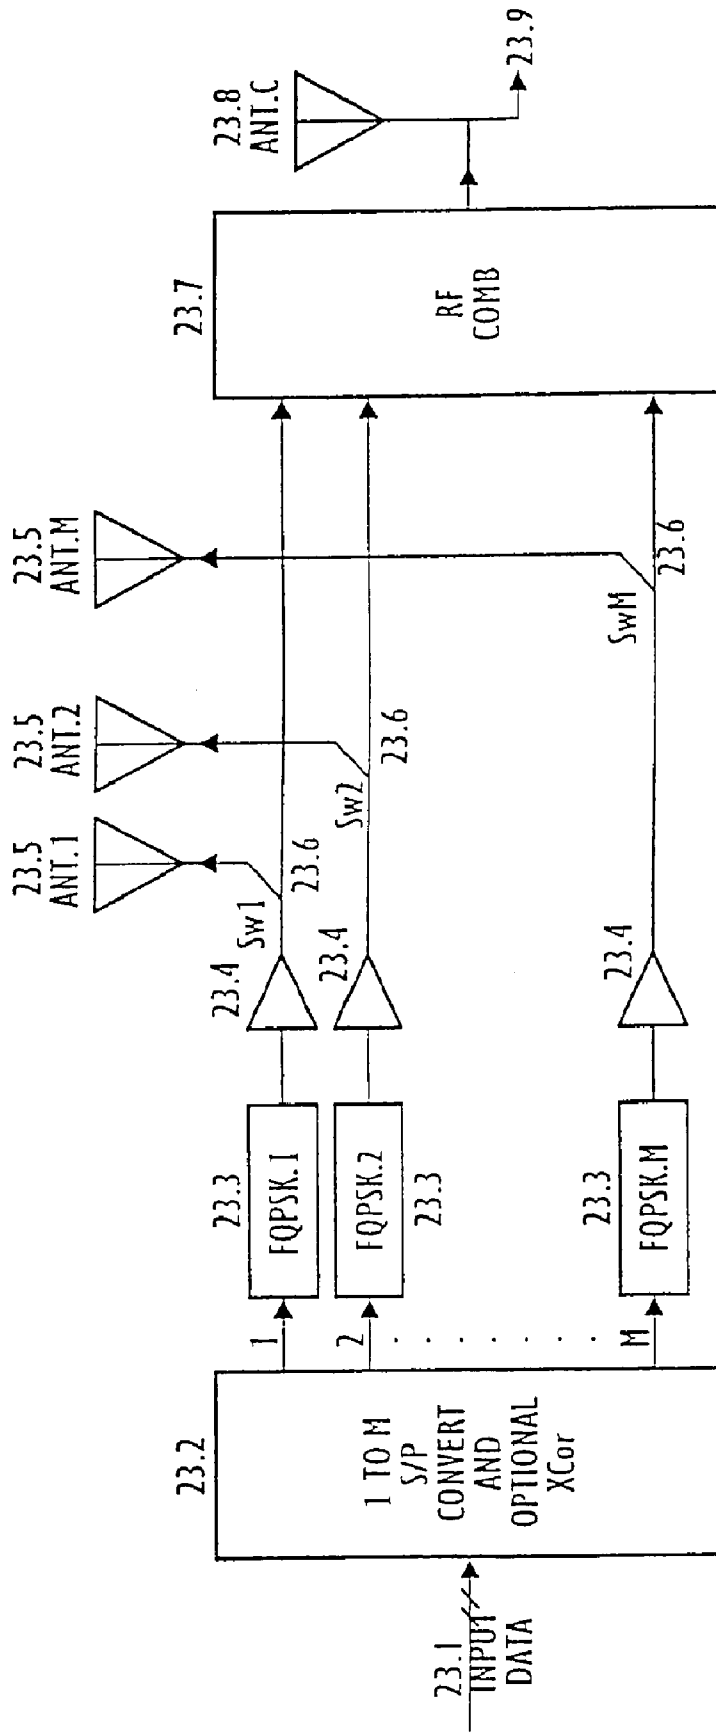 23.1
INPUT
DATA
23.2
1 TO M
S/P
CONVERT
AND
OPTIONAL
XCor
1
2
. . . . . . . .
M
23.3
FQPSK.1
FQPSK.2
23.3
23.3
FQPSK.M
23.4
23.4
23.4
Sw1
23.6
Sw2
23.6
SwM
23.6
23.5
ANT.1
23.5
ANT.2
23.5
ANT.M
23.7
RF
COMB
23.8
ANT.C
23.9